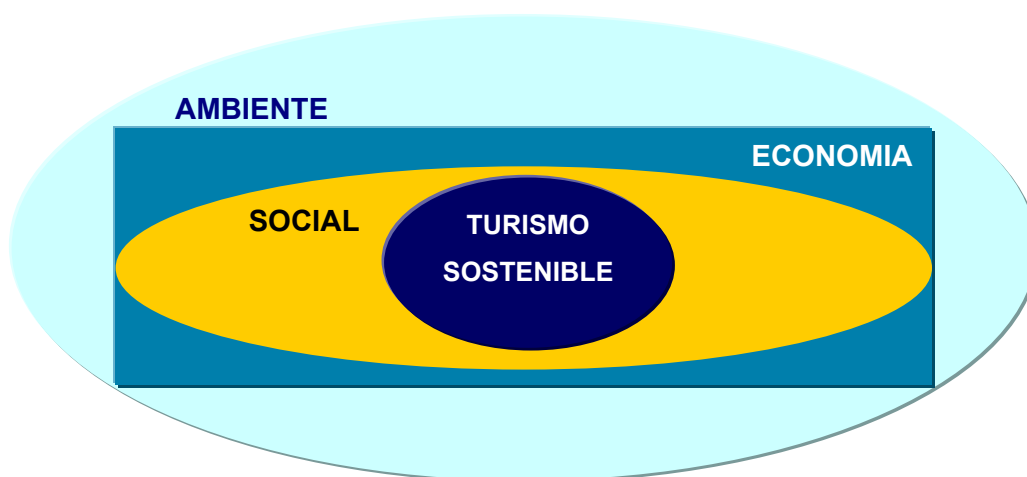 AMBIENTE
ECONOMIA
SOCIAL
TURISMO
SOSTENIBLE